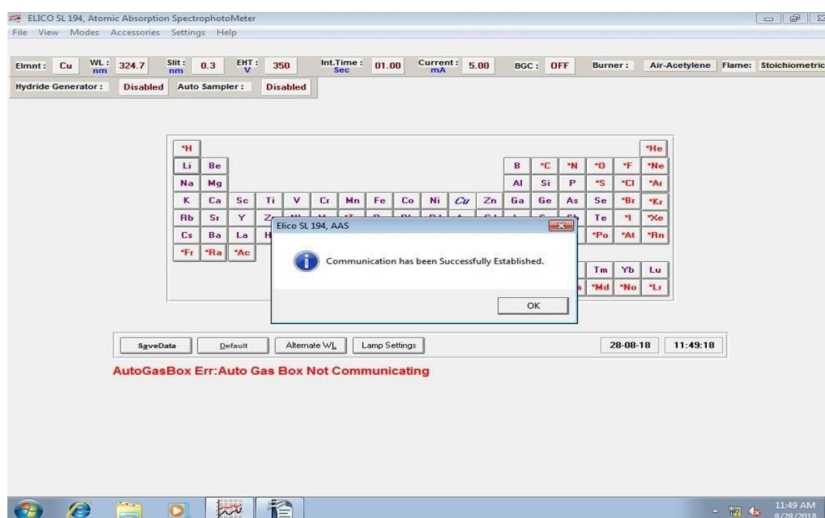 ELICO SL 194, Atomic Absorption SpectrophotoMeter
File View Modes Accessories Settings Help
Elmnt : Cu WL : nm 324.7 Slit : nm 0.3 EHT : V 350 Int.Time : Sec 01.00 Current : mA 5.00 BGC : OFF Burner : Air-Acetylene Flame: Stoichiometric
Hydride Generator : Disabled Auto Sampler : Disabled
*H *He
Li Be B *C *N *O *F *Ne
Na Mg Al Si P *S *Cl *Ar
K Ca Sc Ti V Cr Mn Fe Co Ni Cu Zn Ga Ge As Se *Br *Kr
Rb Sr Y Te *I *Xe
Cs Ba La *Po *At *Rn
*Fr *Ra *Ac
Tm Yb Lu
*Md *No *Lr
Elico SL 194, AAS
Communication has been Successfully Established.
OK
SaveData Default Alternate WL Lamp Settings 28-08-18 11:49:18
AutoGasBox Err:Auto Gas Box Not Communicating
11:49 AM
8/28/2018